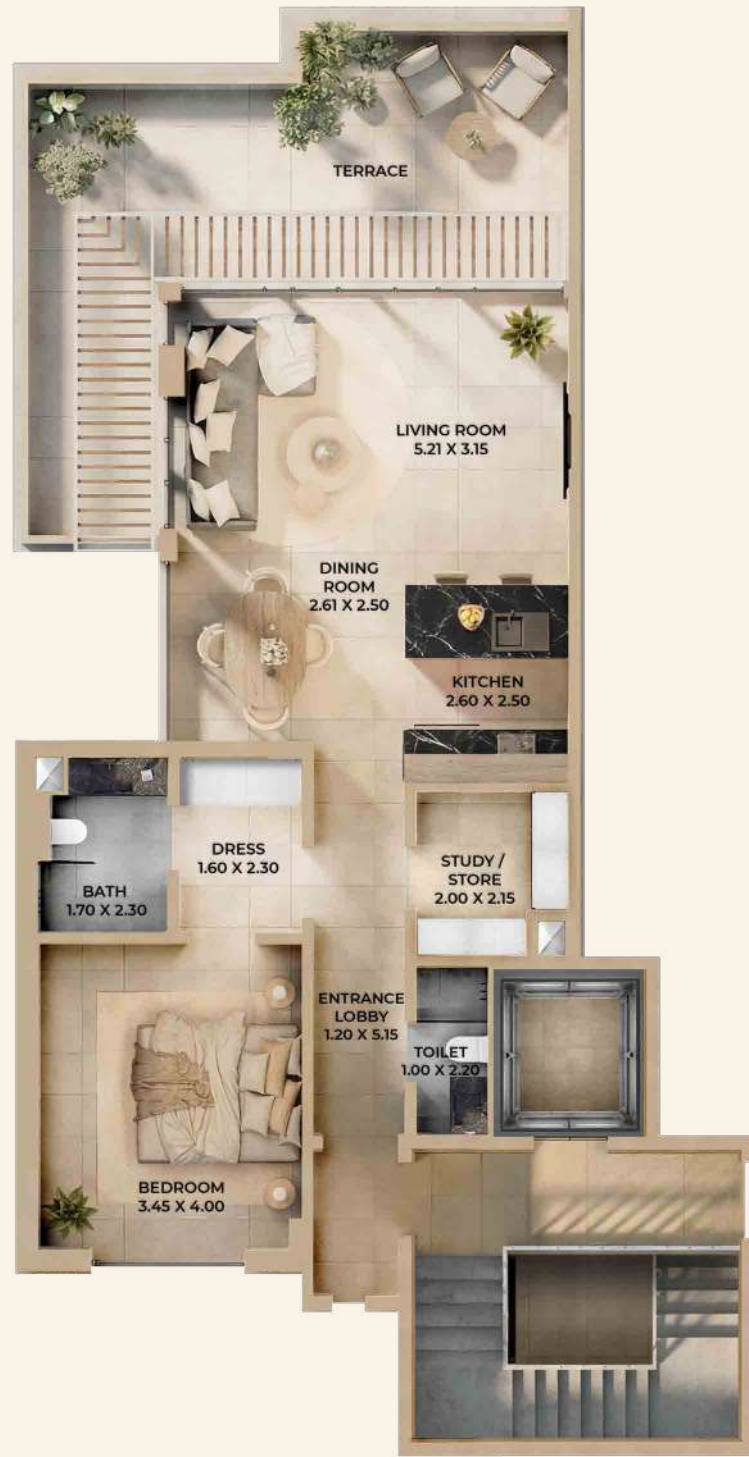 TERRACE
LIVING ROOM
5.21 X 3.15
DINING
ROOM
2.61 X 2.50
KITCHEN
2.60 X 2.50
DRESS
1.60 X 2.30
BATH
1.70 X 2.30
STUDY /
STORE
2.00 X 2.15
ENTRANCE
LOBBY
1.20 X 5.15
TOILET
1.00 X 2.20
BEDROOM
3.45 X 4.00